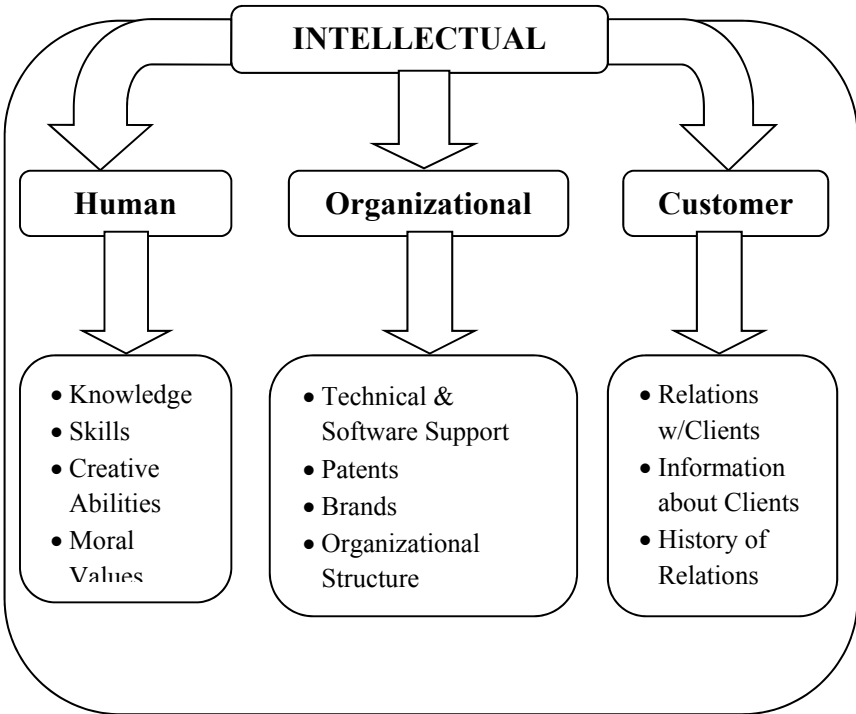 INTELLECTUAL
Human
Organizational
Customer
• Knowledge
• Skills
• Creative
Abilities
• Moral
Values
• Technical &
Software Support
• Patents
• Brands
• Organizational
Structure
• Relations
w/Clients
• Information
about Clients
• History of
Relations